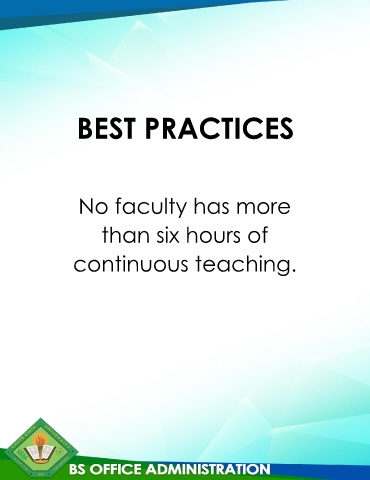 BEST PRACTICES
No faculty has more
than six hours of
continuous teaching.
BS OFFICE ADMINISTRATION